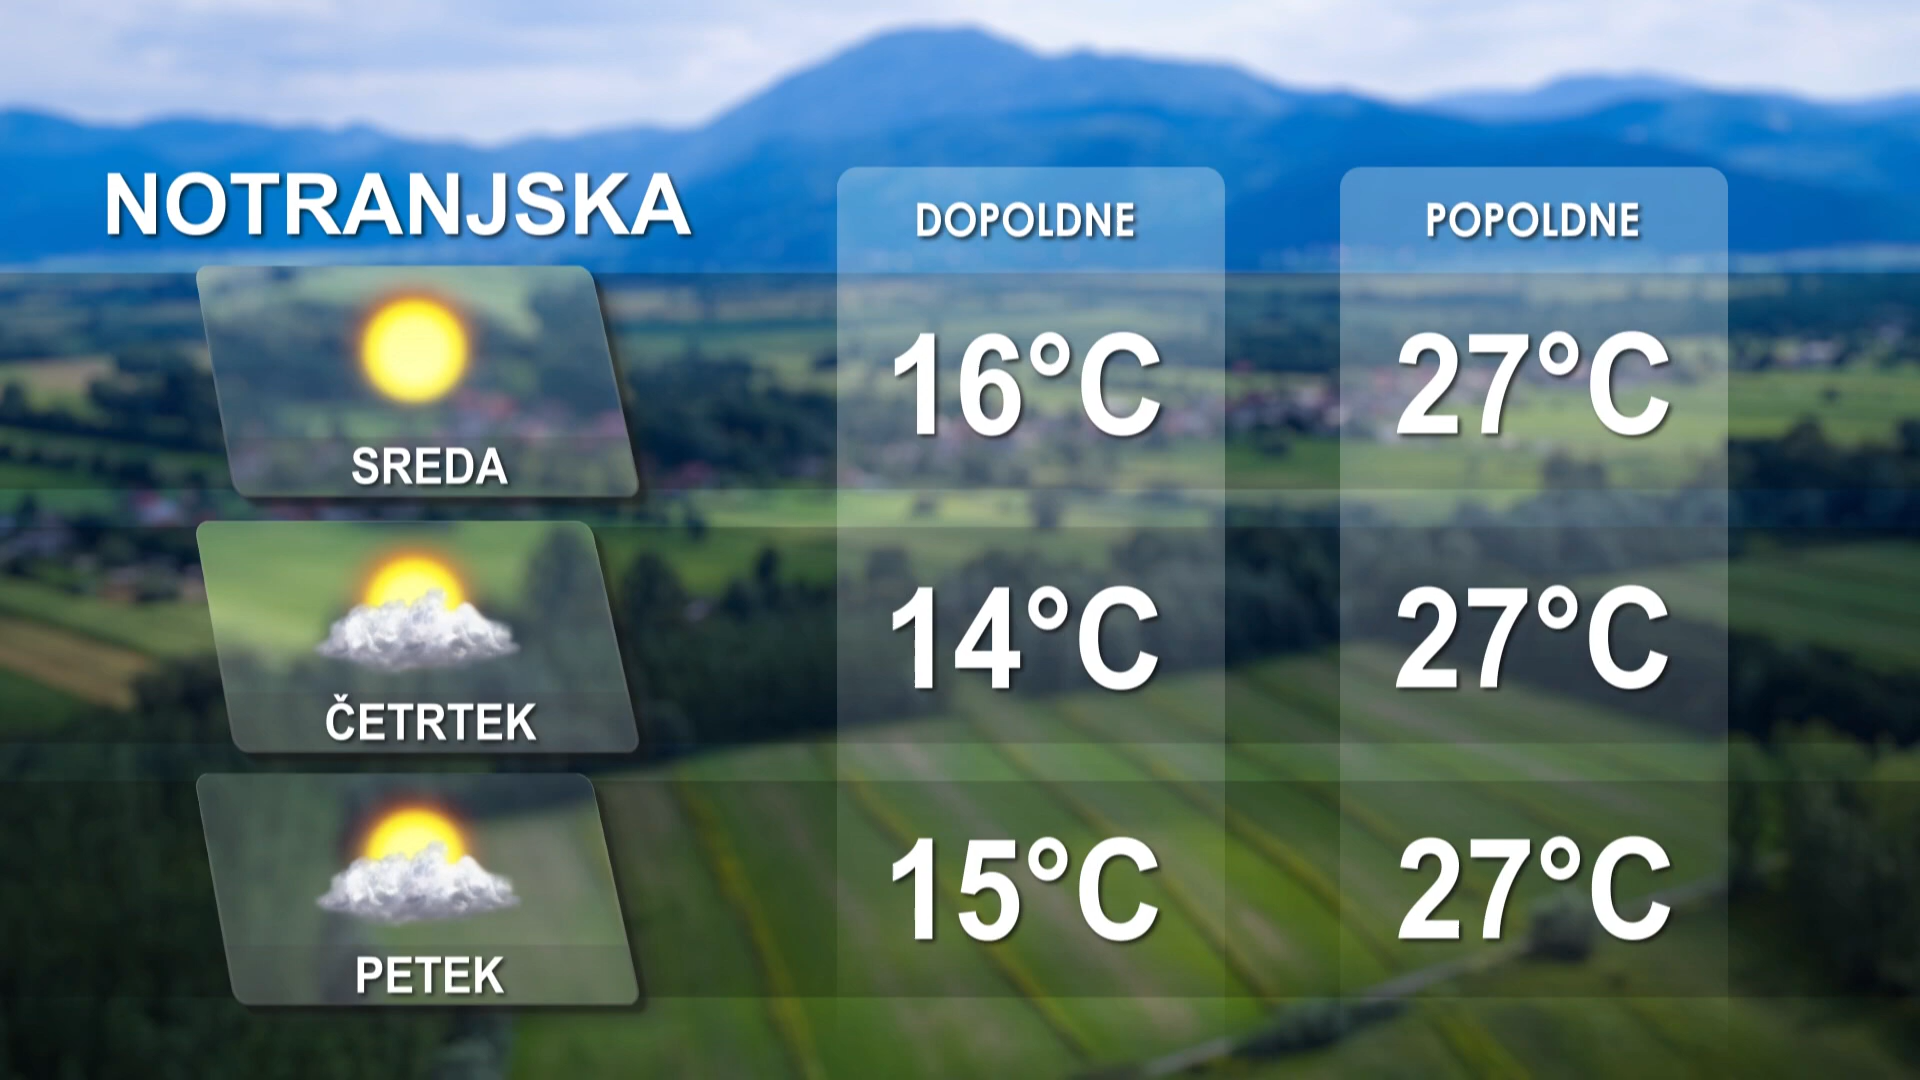 NOTRANJSKA
DOPOLDNE POPOLDNE
SREDA 16°C 27°C
ČETRTEK 14°C 27°C
PETEK 15°C 27°C